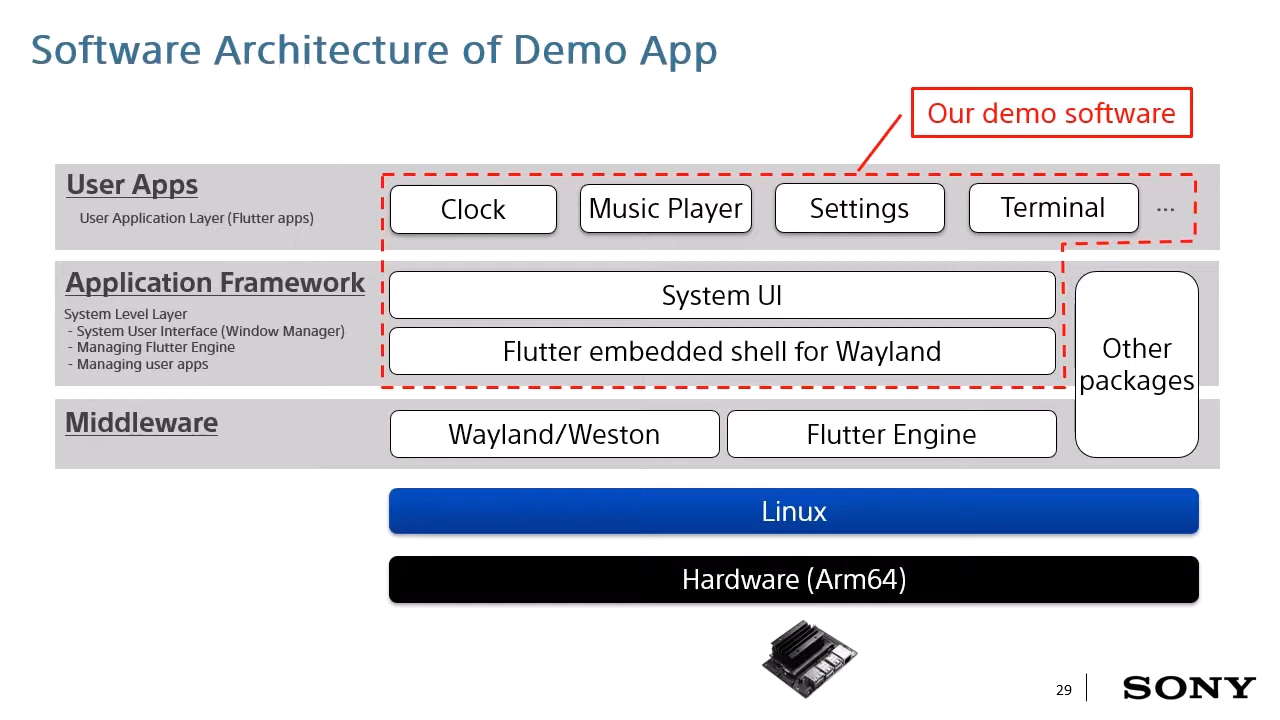 Software Architecture of Demo App
Our demo software
User Apps
User Application Layer (Flutter apps)
Clock
Music Player
Settings
Terminal
...
Application Framework
System Level Layer
- System User Interface (Window Manager)
- Managing Flutter Engine
- Managing user apps
System UI
Flutter embedded shell for Wayland
Other
packages
Middleware
Wayland/Weston
Flutter Engine
Linux
Hardware (Arm64)
29
SONY